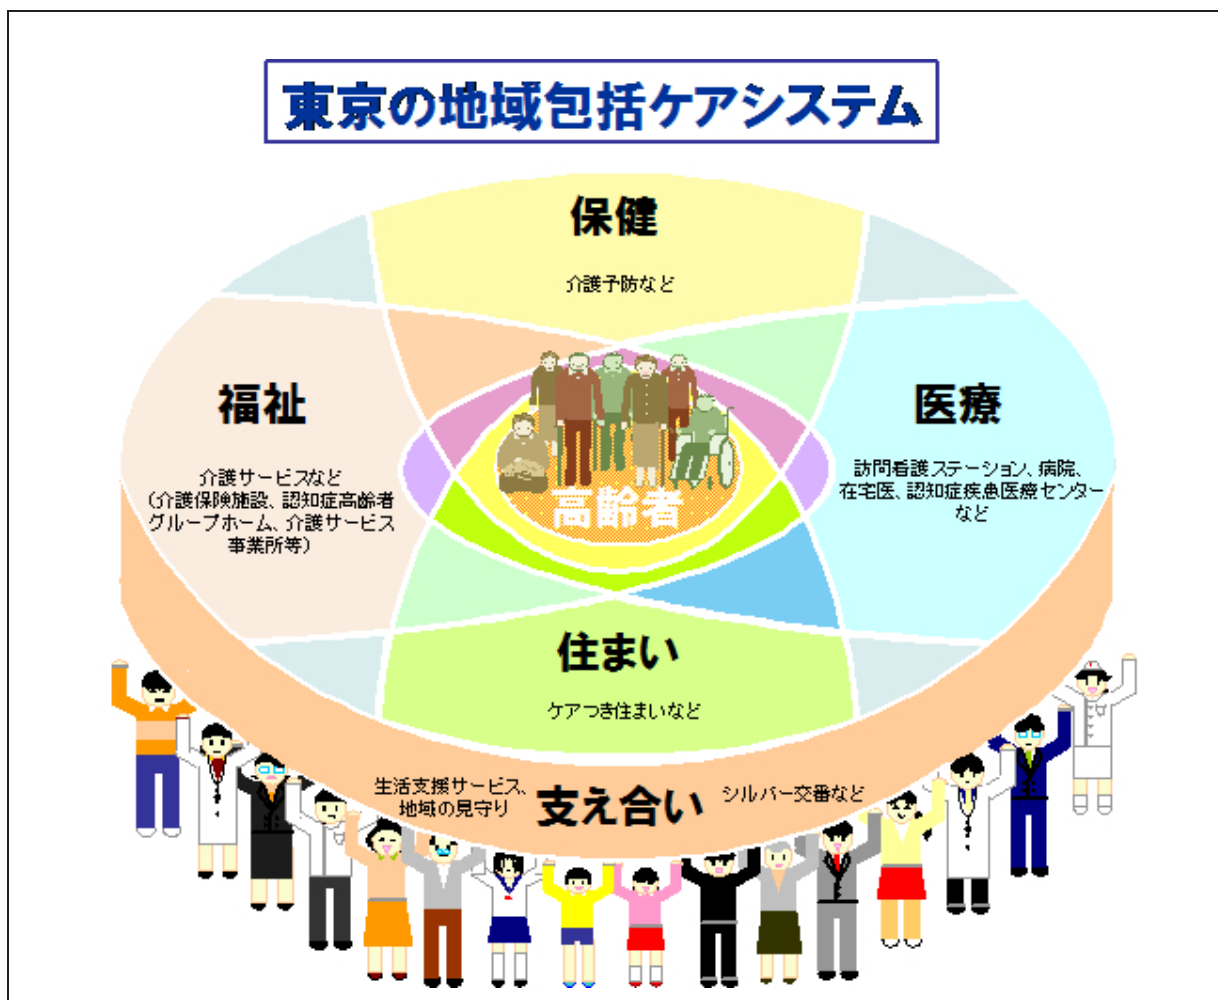 東京の地域包括ケアシステム
保健
介護予防など
福祉
介護サービスなど
(介護保険施設、認知症高齢者
グループホーム、介護サービス
事業所等)
医療
訪問看護ステーション、病院、
在宅医、認知症疾患医療センター
など
高齢者
住まい
ケアつき住まいなど
生活支援サービス、
地域の見守り
支え合い
シルバー交番など